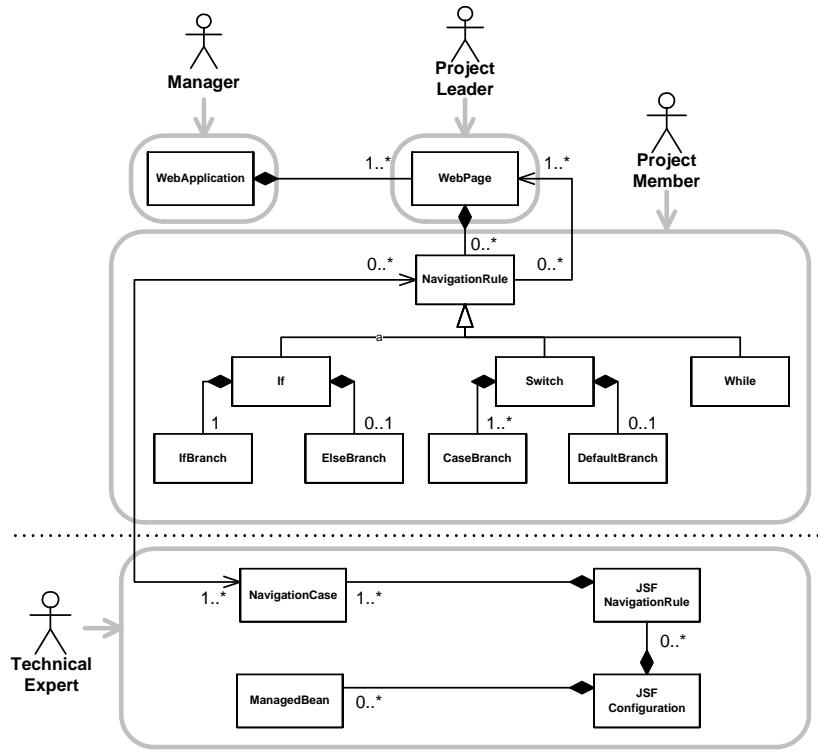 Manager
Project
Leader
Project
Member
WebApplication
1..*
WebPage
1..*
0..*
0..*
NavigationRule
0..*
a
If
Switch
While
1
0..1
1..*
0..1
IfBranch
ElseBranch
CaseBranch
DefaultBranch
Technical
Expert
1..*
NavigationCase
1..*
JSF
NavigationRule
0..*
ManagedBean
0..*
JSF
Configuration